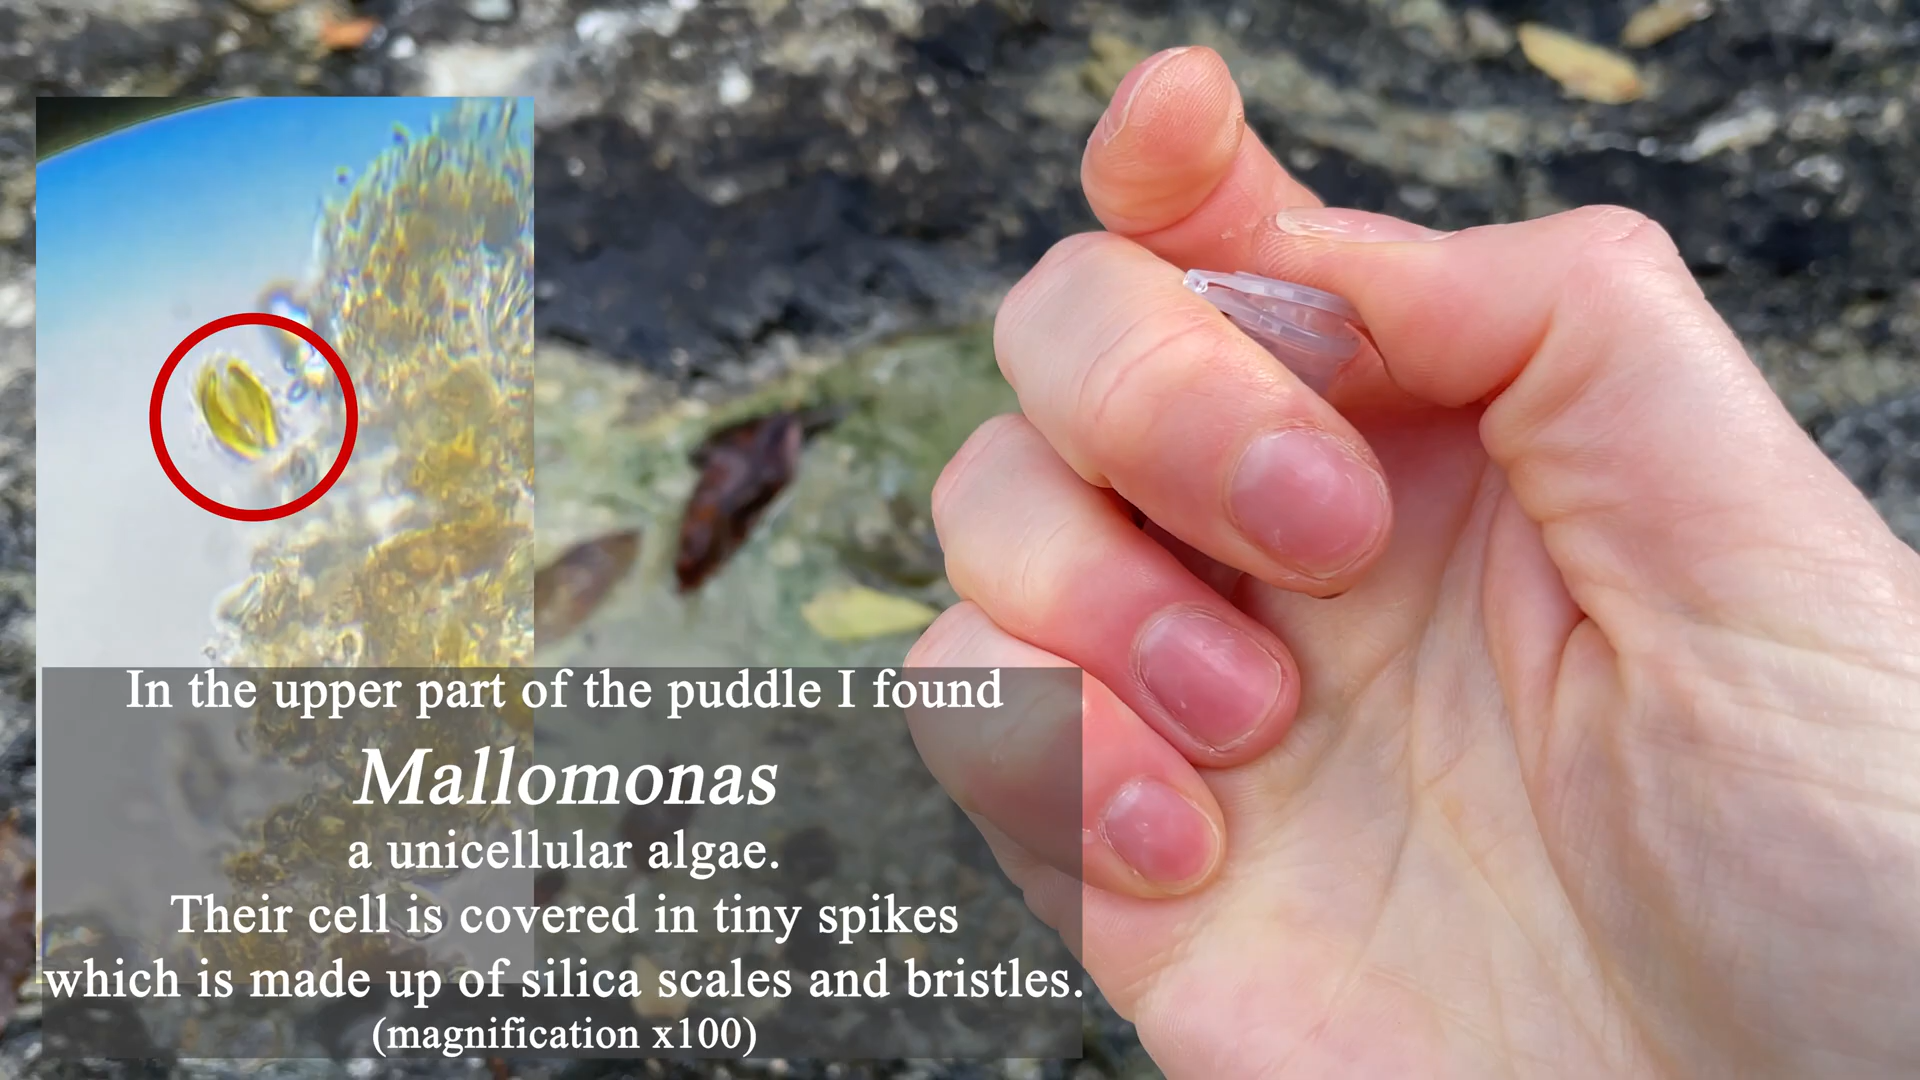 In the upper part of the puddle I found
Mallomonas
a unicellular algae.
Their cell is covered in tiny spikes
which is made up of silica scales and bristles.
(magnification x100)